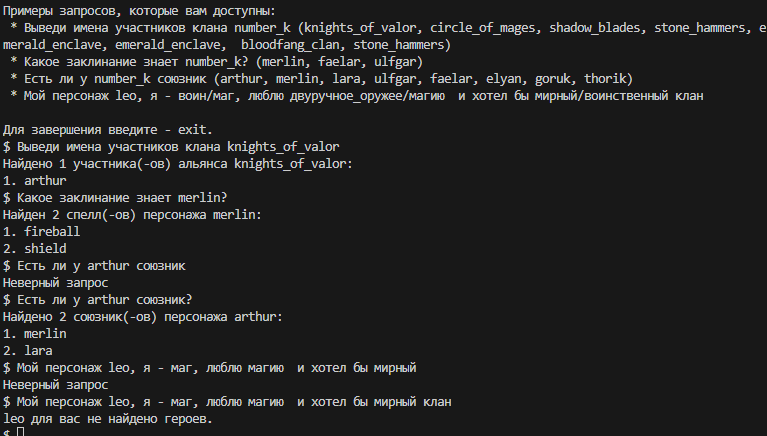 Примеры запросов, которые вам доступны:
 * Выведи имена участников клана number_k (knights_of_valor, circle_of_mages, shadow_blades, stone_hammers, e
merald_enclave, emerald_enclave,  bloodfang_clan, stone_hammers)
 * Какое заклинание знает number_k? (merlin, faelar, ulfgar)
 * Есть ли у number_k союзник (arthur, merlin, lara, ulfgar, faelar, elyan, goruk, thorik)
 * Мой персонаж leo, я - воин/маг, люблю двуручное_оружее/магию  и хотел бы мирный/воинственный клан

Для завершения введите - exit.
$ Выведи имена участников клана knights_of_valor
Найдено 1 участника(-ов) альянса knights_of_valor:
1. arthur
$ Какое заклинание знает merlin?
Найден 2 спелл(-ов) персонажа merlin:
1. fireball
2. shield
$ Есть ли у arthur союзник
Неверный запрос
$ Есть ли у arthur союзник?
Найдено 2 союзник(-ов) персонажа arthur:
1. merlin
2. lara
$ Мой персонаж leo, я - маг, люблю магию  и хотел бы мирный
Неверный запрос
$ Мой персонаж leo, я - маг, люблю магию  и хотел бы мирный клан
leo для вас не найдено героев.
$